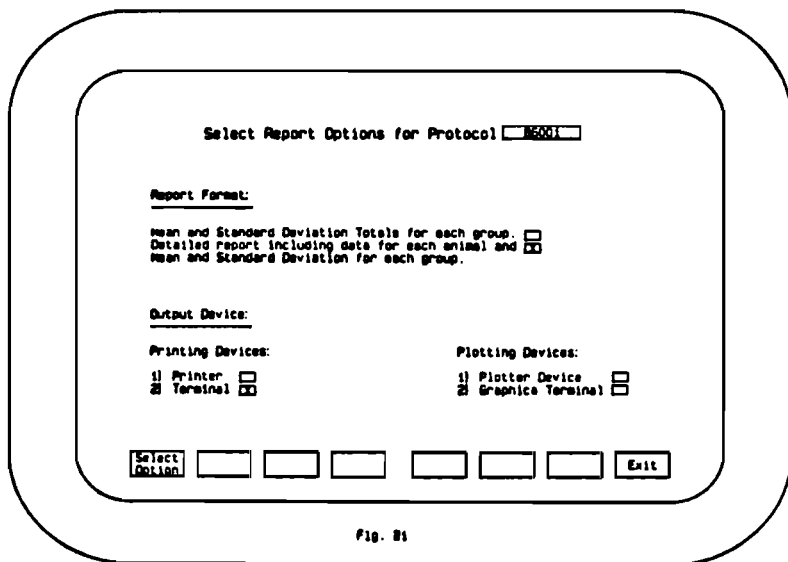 Select Report Options for Protocol 86001
Report Format:
Mean and Standard Deviation Totals for each group.
Detailed report including data for each animal and
Mean and Standard Deviation for each group.
Output Device:
Printing Devices:
1) Printer
2) Terminal
Plotting Devices:
1) Plotter Device
2) Graphics Terminal
Select
Option
Exit
Fig.